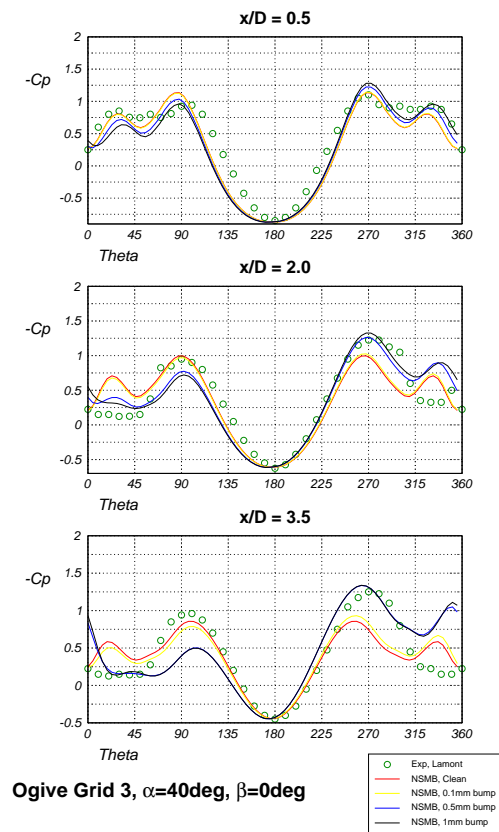 x/D = 0.5
-Cp
2
1.5
1
0.5
0
-0.5
0 45 90 135 180 225 270 315 360
Theta
x/D = 2.0
-Cp
2
1.5
1
0.5
0
-0.5
0 45 90 135 180 225 270 315 360
Theta
x/D = 3.5
-Cp
2
1.5
1
0.5
0
-0.5
0 45 90 135 180 225 270 315 360
Theta
Exp, Lamont
NSMB, Clean
NSMB, 0.1mm bump
NSMB, 0.5mm bump
NSMB, 1mm bump
Ogive Grid 3, α=40deg, β=0deg